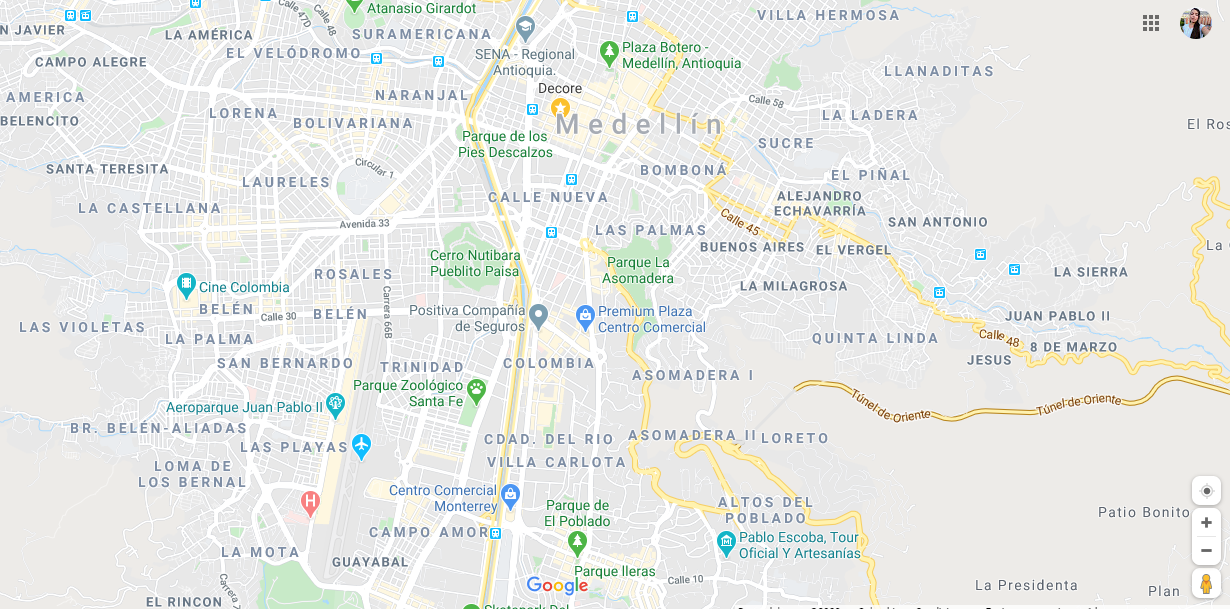 Atanasio Girardot
VILLA HERMOSA
N JAVIER
LA AMÉRICA
Calle 47D
Calle 48
SURAMERICANA
EL VELÓDROMO
SENA - Regional
Antioquia.
Plaza Botero -
Medellín, Antioquia
CAMPO ALEGRE
LLANADITAS
AMERICA
NARANJAL
Decore
Calle 58
BELENCITO
LORENA
BOLIVARIANA
Medellín
LA LADERA
El Ros
Parque de los
Pies Descalzos
SUCRE
SANTA TERESITA
Circular. 1
BOMBONÁ
EL PIÑAL
LAURELES
CALLE NUEVA
ALEJANDRO
ECHAVARRÍA
LA CASTELLANA
Avenida 33
Calle 45
SAN ANTONIO
LAS PALMAS
BUENOS AIRES
EL VERGEL
La
Cerro Nutibara
Pueblito Paisa
Parque La
Asomadera
ROSALES
LA SIERRA
Cine Colombia
Carrera 66B
LA MILAGROSA
BELÉN
Calle 30
BELÉN
Positiva Compañía
de Seguros
Premium Plaza
Centro Comercial
JUAN PABLO II
LAS VIOLETAS
LA PALMA
QUINTA LINDA
Calle 48
8 DE MARZO
SAN BERNARDO
TRINIDAD
COLOMBIA
JESUS
ASOMADERA I
Parque Zoológico
Santa Fe
Túnel de Oriente
Túnel de Oriente
Aeroparque Juan Pablo II
BR. BELÉN-ALIADAS
LAS PLAYAS
CDAD. DEL RIO
ASOMADERA II
LORETO
LOMA DE
LOS BERNAL
VILLA CARLOTA
Centro Comercial
Monterrey
Parque de
El Poblado
ALTOS DEL
POBLADO
Patio Bonito
CAMPO AMOR
Pablo Escoba, Tour
Oficial Y Artesanías
LA MOTA
GUAYABAL
Google
Parque lleras
Calle 10
La Presidenta
Plan
EL RINCON
Carrera
Skatepark Del